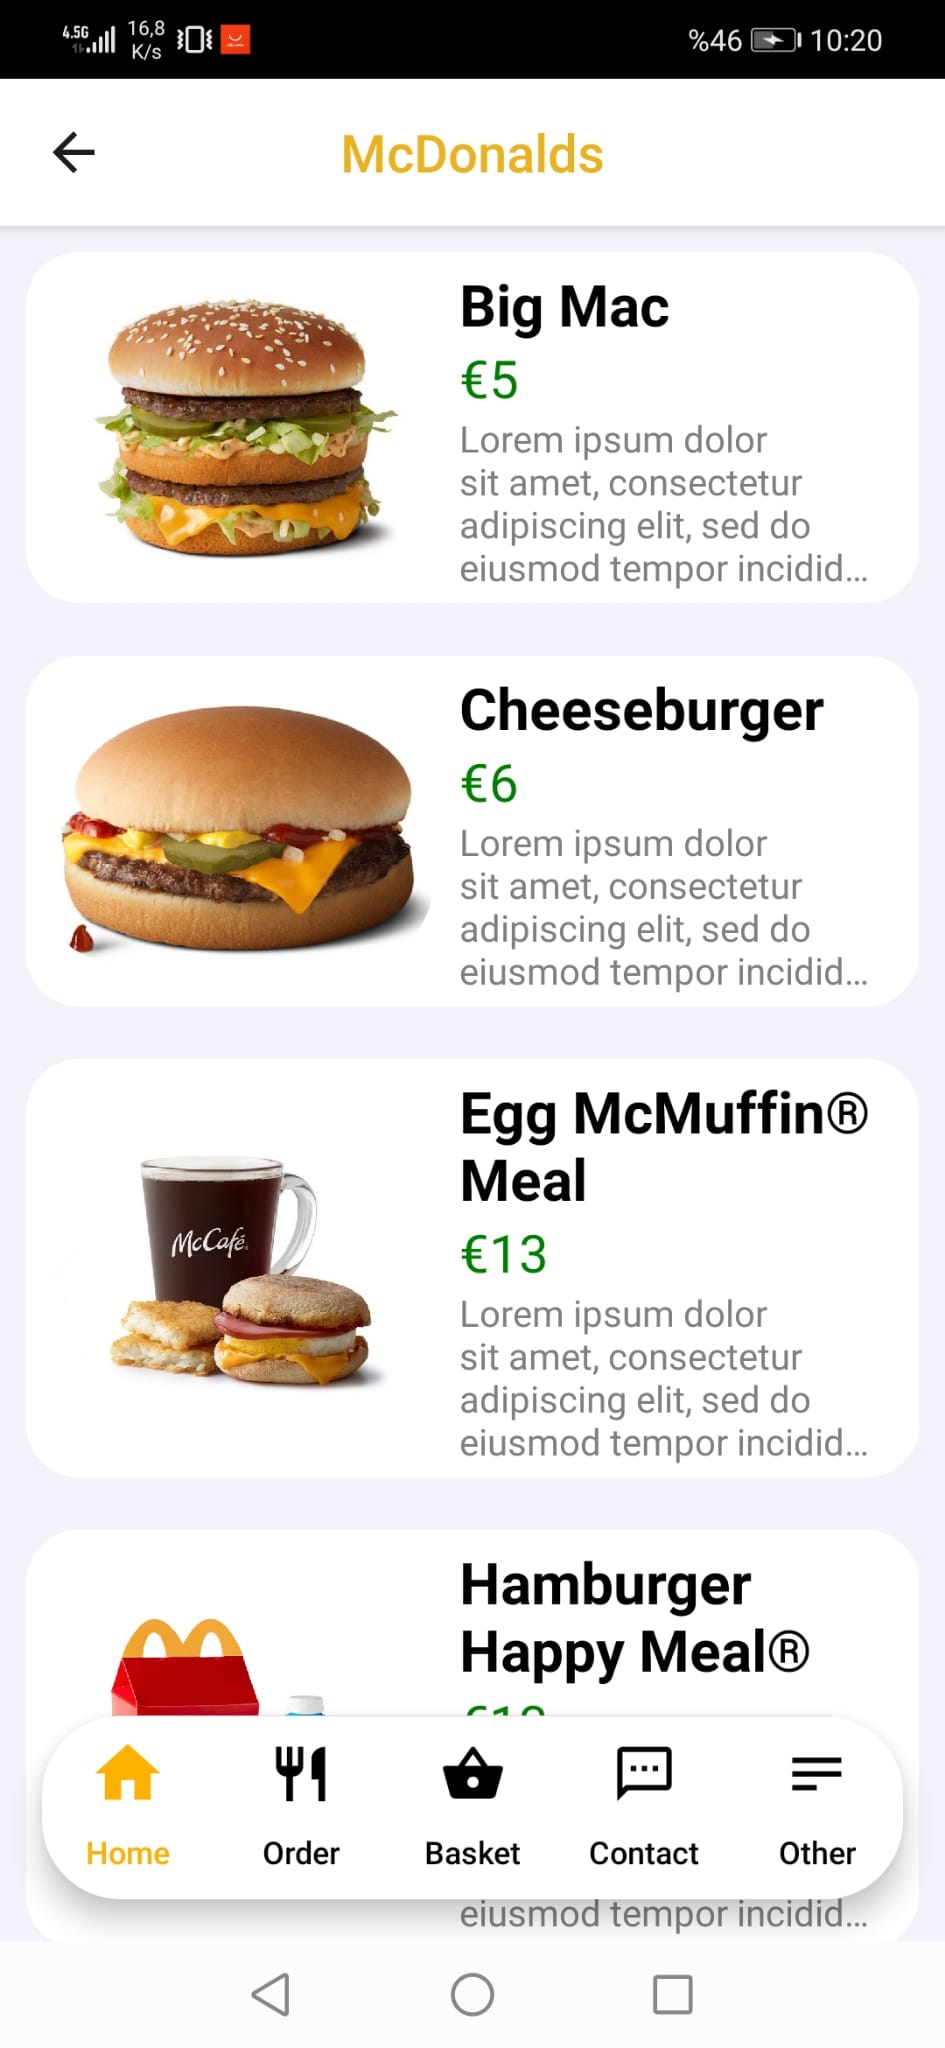 4.5G
16,8
K/s
%46
10:20
McDonalds
Big Mac
€5
Lorem ipsum dolor
sit amet, consectetur
adipiscing elit, sed do
eiusmod tempor incidid...
Cheeseburger
€6
Lorem ipsum dolor
sit amet, consectetur
adipiscing elit, sed do
eiusmod tempor incidid...
McCafé
Egg McMuffin®
Meal
€13
Lorem ipsum dolor
sit amet, consectetur
adipiscing elit, sed do
eiusmod tempor incidid...
Hamburger
Happy Meal®
Home
Order
Basket
Contact
Other
eiusmod tempor incidid...